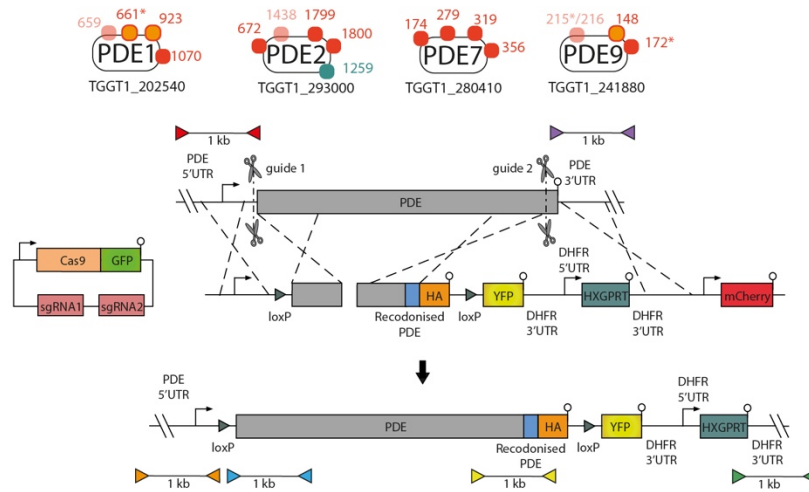 659 661* 923 1070
PDE1
TGGT1_202540
672 1438 1799 1800 1259
PDE2
TGGT1_293000
174 279 319 356
PDE7
TGGT1_280410
215*/216 148 172*
PDE9
TGGT1_241880
1 kb
1 kb
PDE
5'UTR
guide 1
guide 2
PDE
3'UTR
PDE
Cas9 GFP
sgRNA1 sgRNA2
DHFR
5'UTR
loxP
HA
Recodonised
PDE
loxP
YFP
DHFR
3'UTR
HXGPRT
DHFR
3'UTR
mCherry
PDE
5'UTR
loxP
PDE
HA
Recodonised
PDE
loxP
YFP
DHFR
3'UTR
DHFR
5'UTR
HXGPRT
DHFR
3'UTR
1 kb
1 kb
1 kb
1 kb